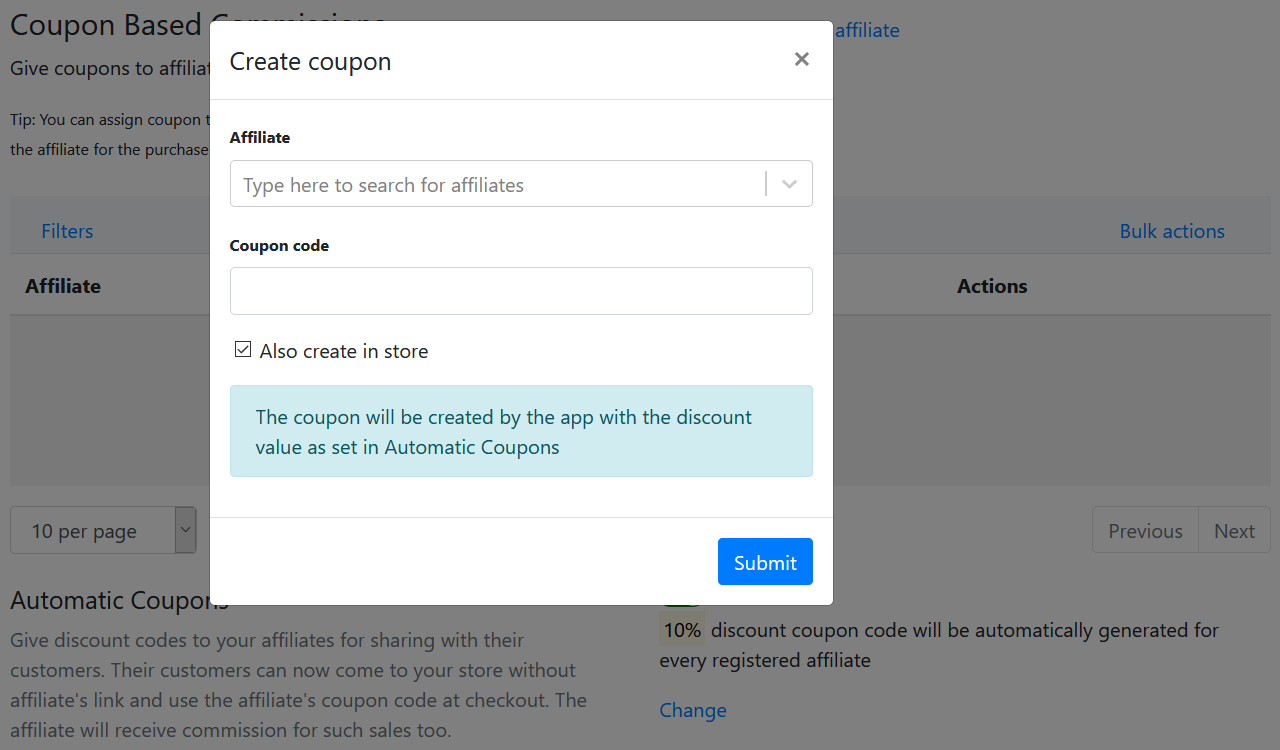 Coupon Based Commissions
affiliate
Give coupons to affiliat
Tip: You can assign coupon t
the affiliate for the purchase
Create coupon
×
Affiliate
Type here to search for affiliates
Coupon code
Also create in store
The coupon will be created by the app with the discount
value as set in Automatic Coupons
Submit
Filters
Bulk actions
Affiliate
Actions
10 per page
Previous
Next
Automatic Coupons
Give discount codes to your affiliates for sharing with their
customers. Their customers can now come to your store without
affiliate's link and use the affiliate's coupon code at checkout. The
affiliate will receive commission for such sales too.
10% discount coupon code will be automatically generated for
every registered affiliate
Change